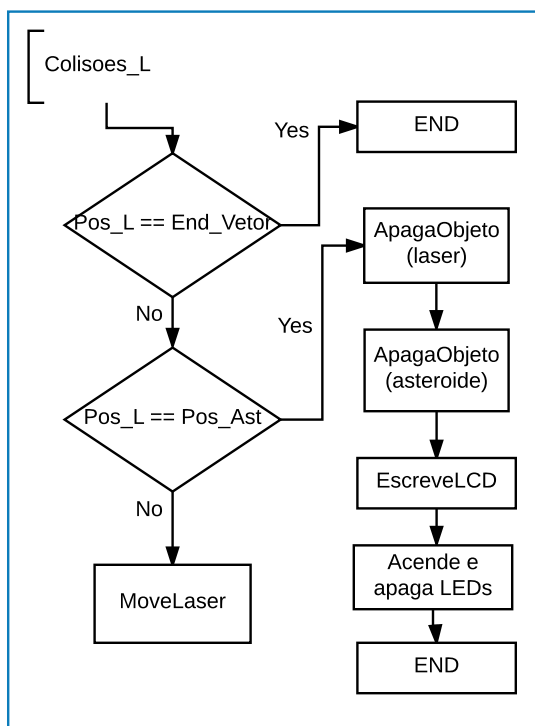 Colisoes_L
Yes
END
Pos_L == End_Vetor
No
Yes
ApagaObjeto
(laser)
ApagaObjeto
(asteroide)
Pos_L == Pos_Ast
No
EscreveLCD
Acende e
apaga LEDs
MoveLaser
END